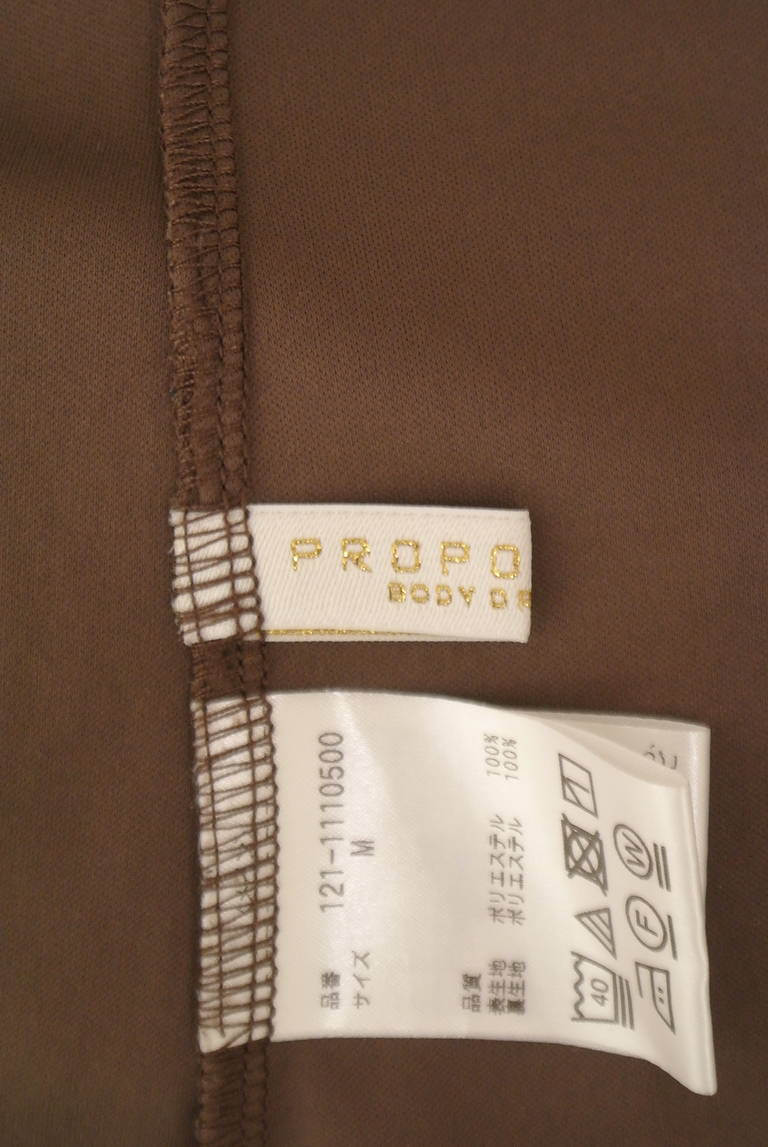 PROPO
BODY DR
品番 121-1110500
サイズ M
品質
表生地 ポリエステル 100%
裏生地 ポリエステル 100%
40
F
W